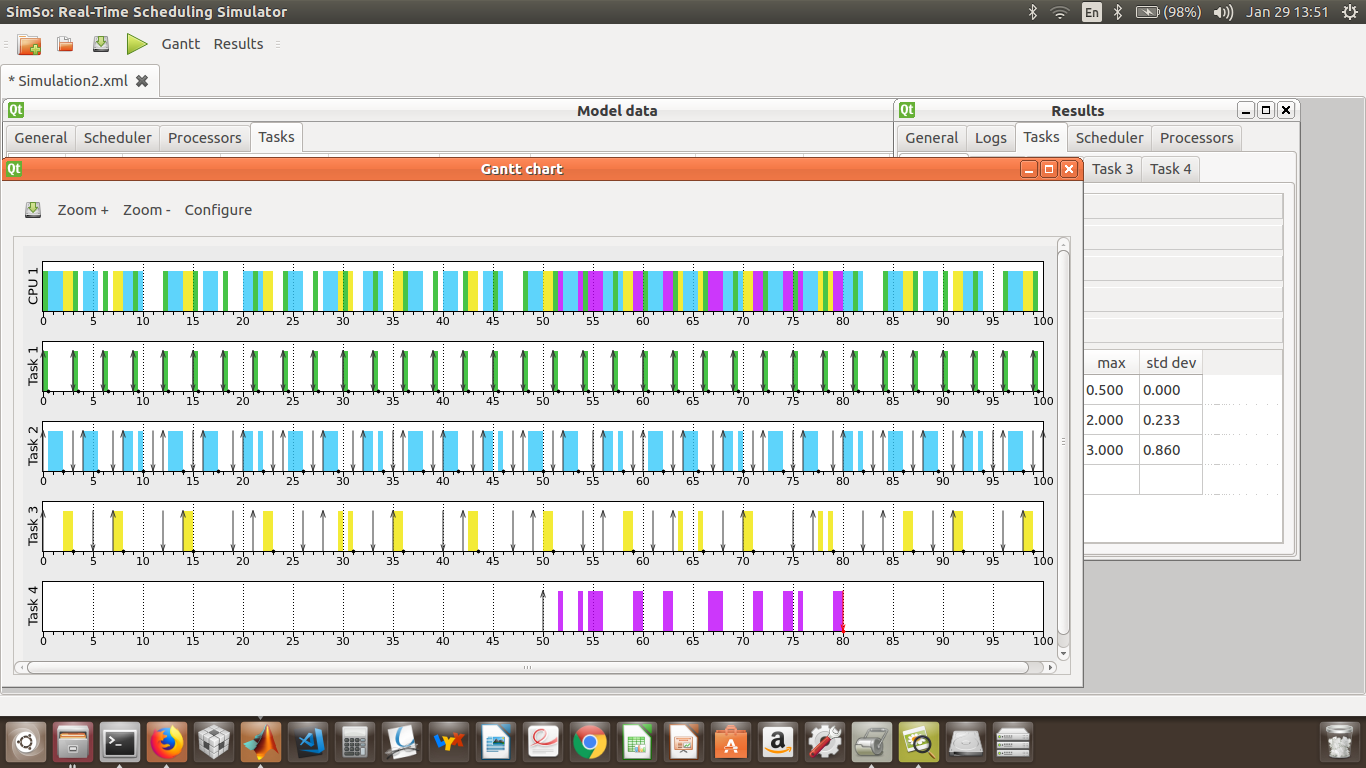 SimSo: Real-Time Scheduling Simulator En (98%) Jan 29 13:51
Gantt Results
* Simulation2.xml
Qt Model data Qt Results
General Scheduler Processors Tasks General Logs Tasks Scheduler Processors
Qt Gantt chart Task 3 Task 4
Zoom + Zoom - Configure
CPU 1
0 5 10 15 20 25 30 35 40 45 50 55 60 65 70 75 80 85 90 95 100
Task 1
0 5 10 15 20 25 30 35 40 45 50 55 60 65 70 75 80 85 90 95 100
max std dev
0.500 0.000
2.000 0.233
3.000 0.860
Task 2
0 5 10 15 20 25 30 35 40 45 50 55 60 65 70 75 80 85 90 95 100
Task 3
0 5 10 15 20 25 30 35 40 45 50 55 60 65 70 75 80 85 90 95 100
Task 4
0 5 10 15 20 25 30 35 40 45 50 55 60 65 70 75 80 85 90 95 100